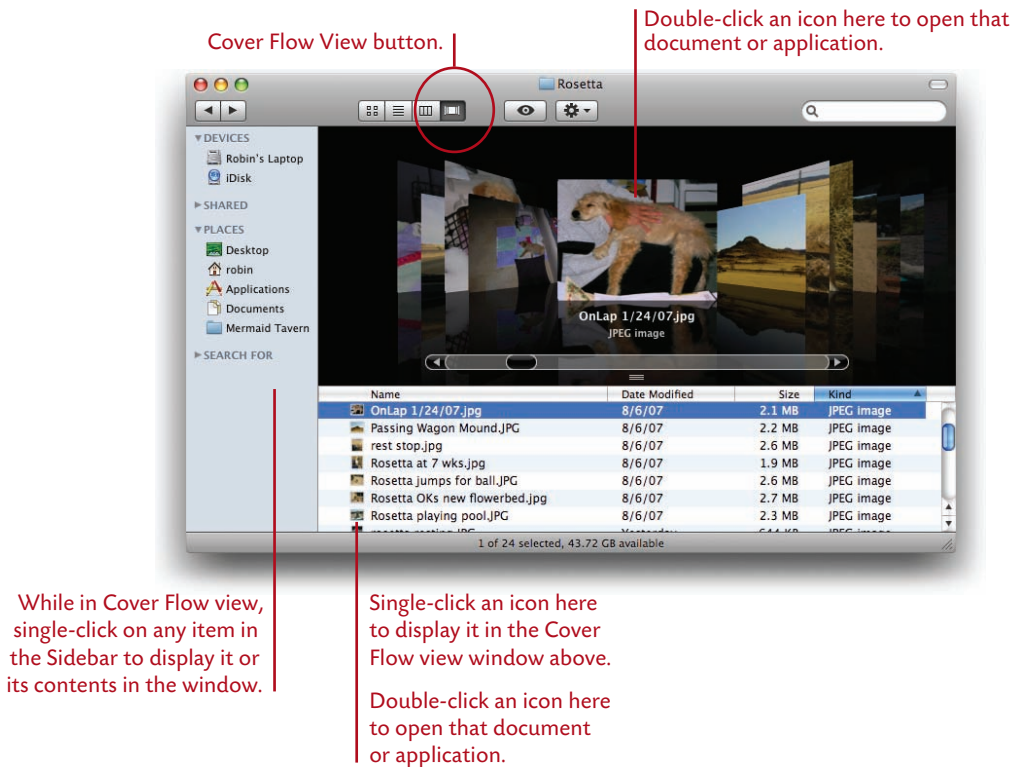 Double-click an icon here to open that
document or application.
Cover Flow View button.
Rosetta
DEVICES
Robin's Laptop
iDisk
SHARED
PLACES
Desktop
robin
Applications
Documents
Mermaid Tavern
SEARCH FOR
OnLap 1/24/07.jpg
JPEG image
Name Date Modified Size Kind
OnLap 1/24/07.jpg 8/6/07 2.1 MB JPEG image
Passing Wagon Mound.JPG 8/6/07 2.2 MB JPEG image
rest stop.jpg 8/6/07 2.6 MB JPEG image
Rosetta at 7 wks.jpg 8/6/07 1.9 MB JPEG image
Rosetta jumps for ball.JPG 8/6/07 2.6 MB JPEG image
Rosetta OKs new flowerbed.jpg 8/6/07 2.7 MB JPEG image
Rosetta playing pool.JPG 8/6/07 2.3 MB JPEG image
rosetta resting.JPG Yesterday 644 KB JPEG image
1 of 24 selected, 43.72 GB available
While in Cover Flow view,
single-click on any item in
the Sidebar to display it or
its contents in the window.
Single-click an icon here
to display it in the Cover
Flow view window above.
Double-click an icon here
to open that document
or application.